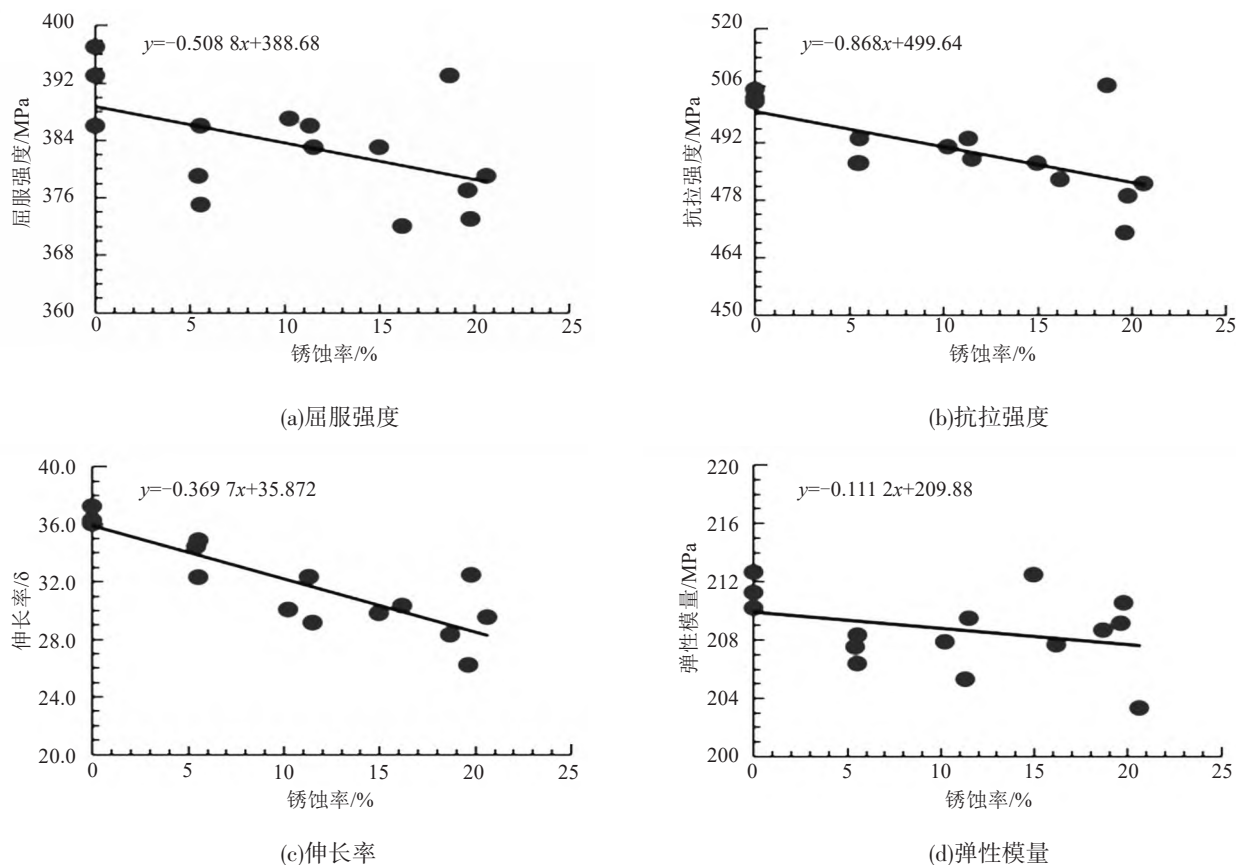 400
392
384
376
368
360
屈服强度/MPa
y=-0.508 8x+388.68
0 5 10 15 20 25
锈蚀率/%
(a)屈服强度
520
506
492
478
464
450
抗拉强度/MPa
y=-0.868x+499.64
0 5 10 15 20 25
锈蚀率/%
(b)抗拉强度
40.0
36.0
32.0
28.0
24.0
20.0
伸长率/δ
y=-0.369 7x+35.872
0 5 10 15 20 25
锈蚀率/%
(c)伸长率
220
216
212
208
204
200
弹性模量/MPa
y=-0.111 2x+209.88
0 5 10 15 20 25
锈蚀率/%
(d)弹性模量